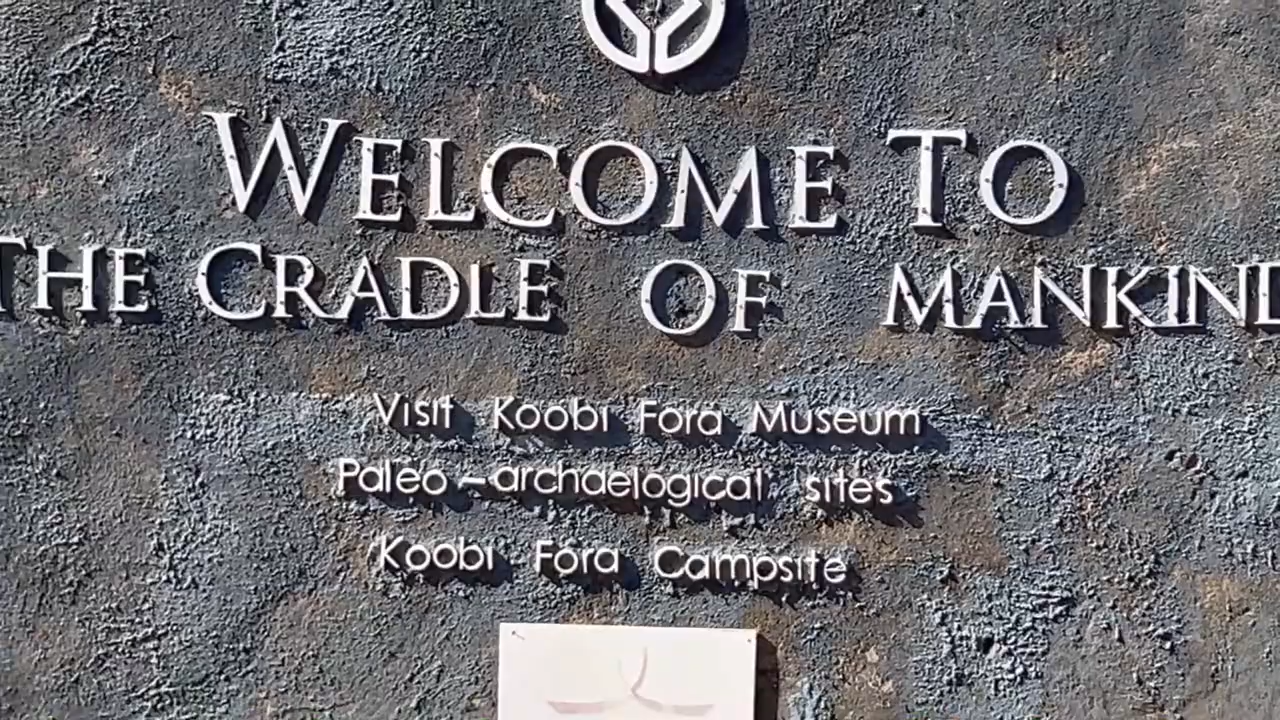 WELCOME TO
THE CRADLE OF MANKIND
Visit Koobi Fora Museum
Paleo-archaelogical sites
Koobi Fora Campsite